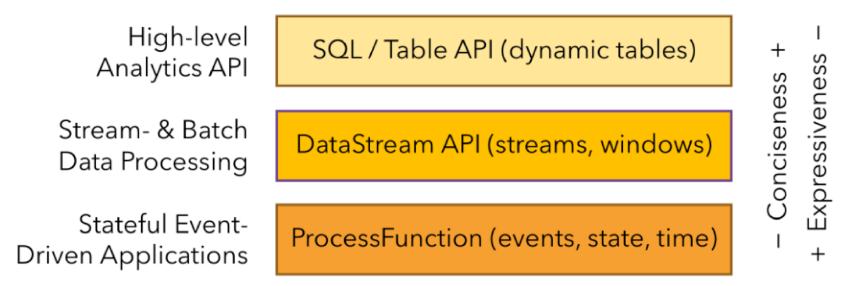 High-level
Analytics API
SQL / Table API (dynamic tables)
Stream- & Batch
Data Processing
DataStream API (streams, windows)
Stateful Event-
Driven Applications
ProcessFunction (events, state, time)
− Conciseness +
+ Expressiveness −